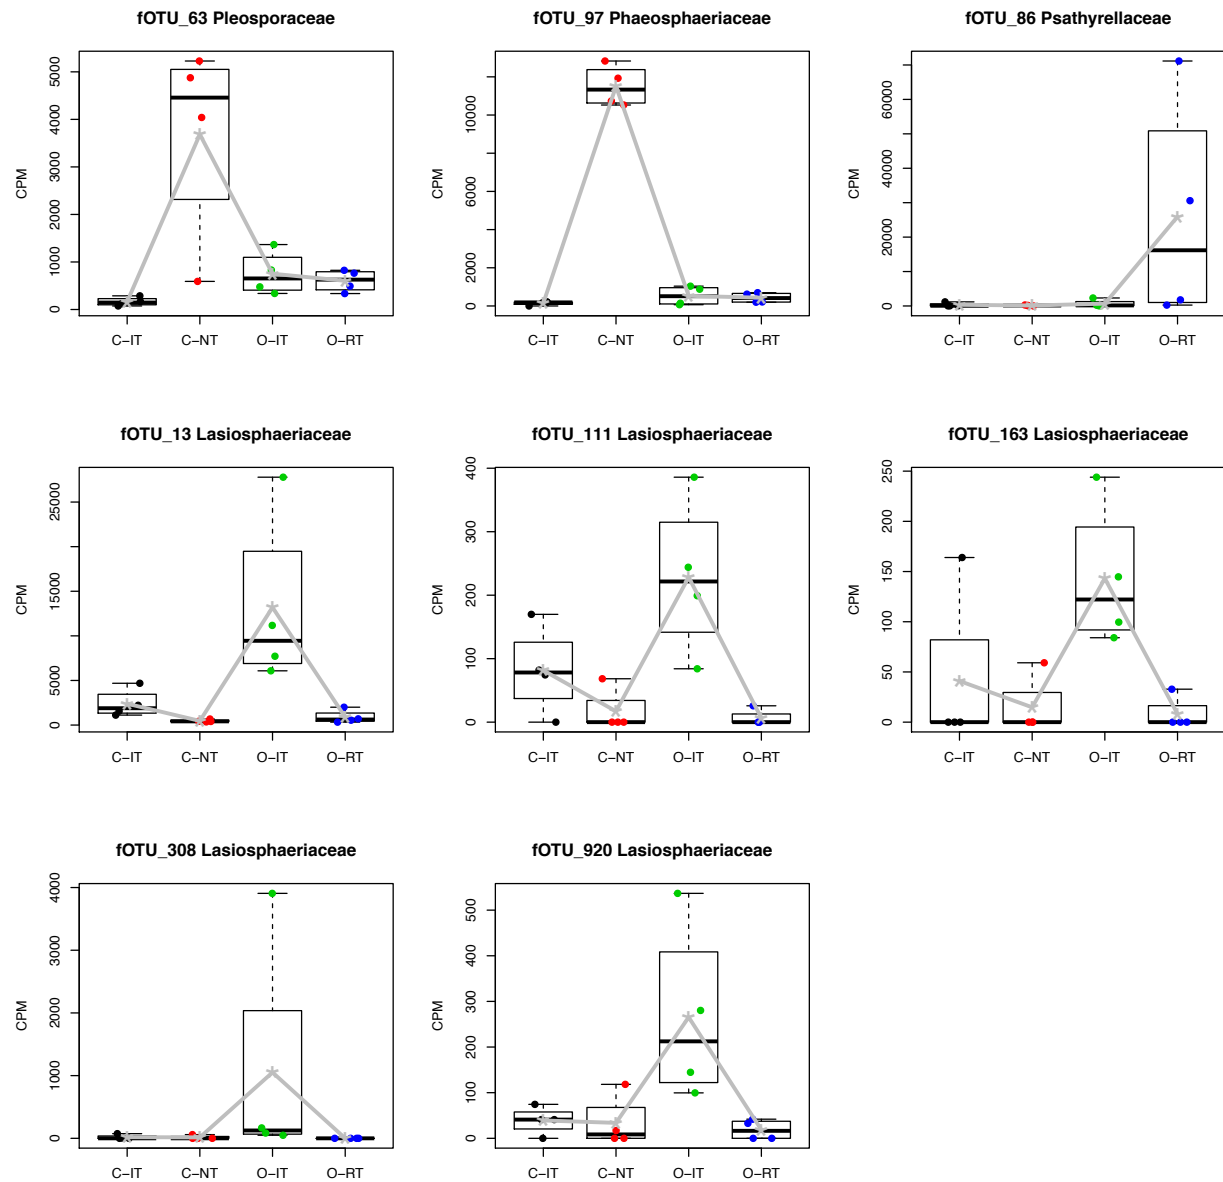 fOTU_63 Pleosporaceae
CPM
5000
4000
3000
2000
1000
0
C−IT C−NT O−IT O−RT
fOTU_97 Phaeosphaeriaceae
CPM
10000
6000
2000
0
C−IT C−NT O−IT O−RT
fOTU_86 Psathyrellaceae
CPM
60000
40000
20000
0
C−IT C−NT O−IT O−RT
fOTU_13 Lasiosphaeriaceae
CPM
25000
15000
5000
0
C−IT C−NT O−IT O−RT
fOTU_111 Lasiosphaeriaceae
CPM
400
300
200
100
0
C−IT C−NT O−IT O−RT
fOTU_163 Lasiosphaeriaceae
CPM
250
200
150
100
50
0
C−IT C−NT O−IT O−RT
fOTU_308 Lasiosphaeriaceae
CPM
4000
3000
2000
1000
0
C−IT C−NT O−IT O−RT
fOTU_920 Lasiosphaeriaceae
CPM
500
400
300
200
100
0
C−IT C−NT O−IT O−RT